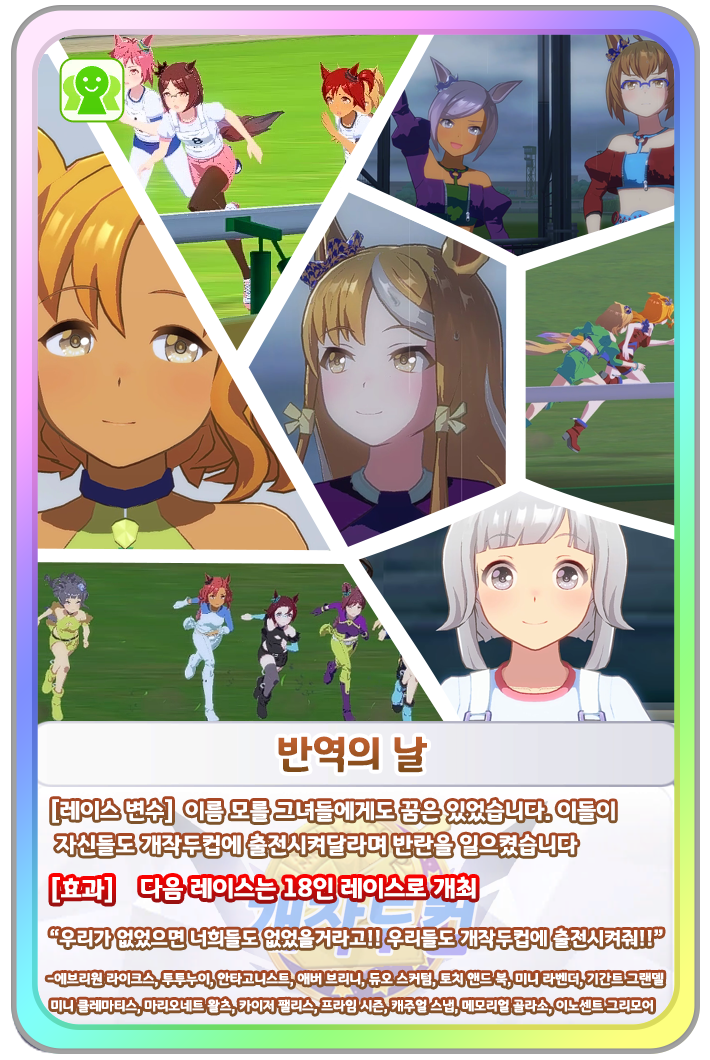 반역의 날
[레이스 변수] 이름 모를 그녀들에게도 꿈은 있었습니다. 이들이
자신들도 개작두컵에 출전시켜달라며 반란을 일으켰습니다
[효과] 다음 레이스는 18인 레이스로 개최
개작두컵
“우리가 없었으면 너희들도 없었을거라고!! 우리들도 개작두컵에 출전시켜줘!!”
-에브리원 라이크스, 투투누이, 안타고니스트, 애버 브리니, 듀오 스커텀, 토치 앤드 북, 미니 라벤더, 기간트 그랜델
미니 클레마티스, 마리오네트 왈츠, 카이저 팰리스, 프라임 시즌, 캐주얼 스냅, 메모리얼 골라소, 이노센트 그리모어